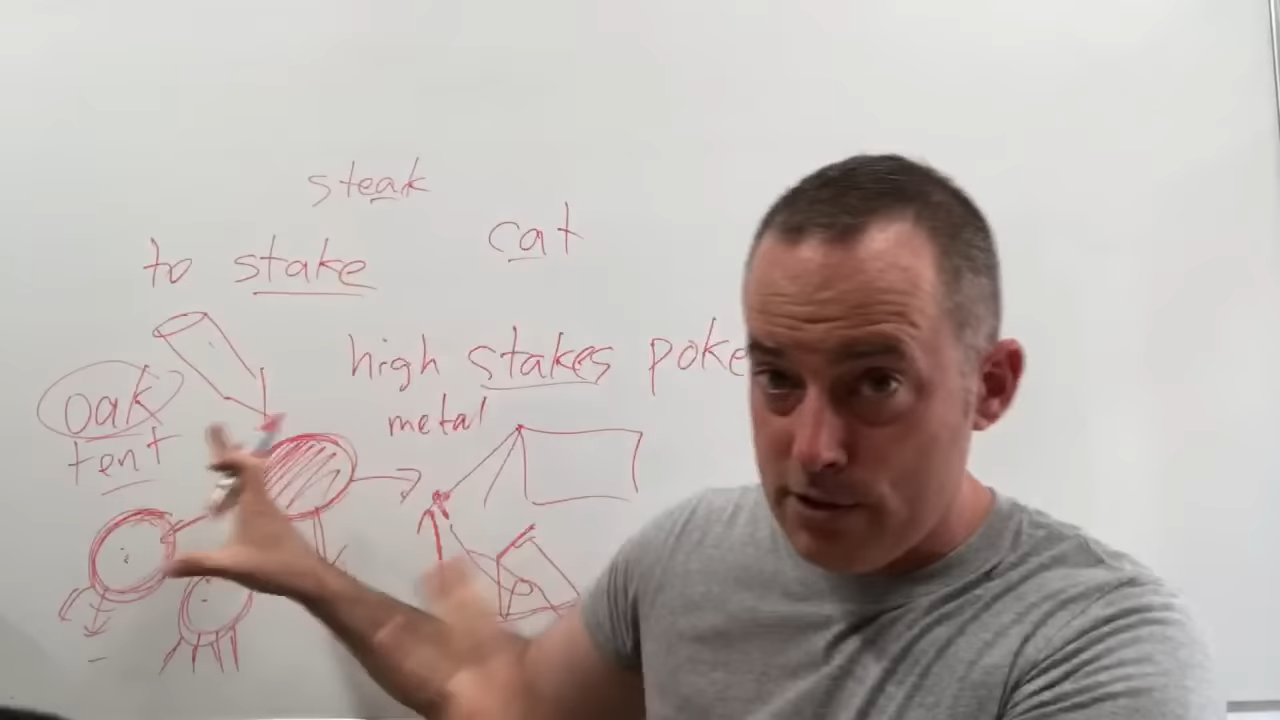 steak
cat
to stake
high stakes poke
metal
oak
tent